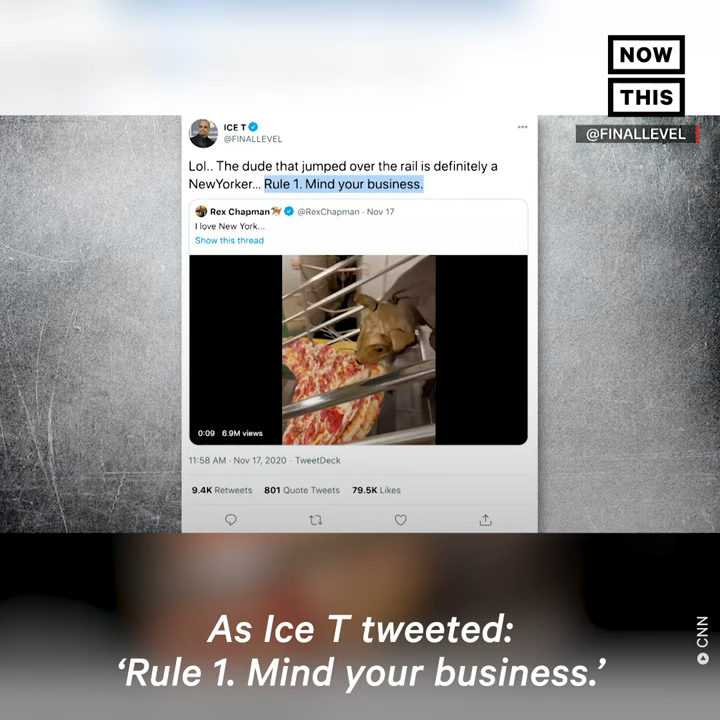 NOW
THIS
@FINALLEVEL
ICE T
@FINALLEVEL
Lol.. The dude that jumped over the rail is definitely a
NewYorker... Rule 1. Mind your business.
Rex Chapman🏇 @RexChapman · Nov 17
I love New York...
Show this thread
0:09 6.9M views
11:58 AM · Nov 17, 2020 · TweetDeck
9.4K Retweets 801 Quote Tweets 79.5K Likes
As Ice T tweeted:
‘Rule 1. Mind your business.’
CNN